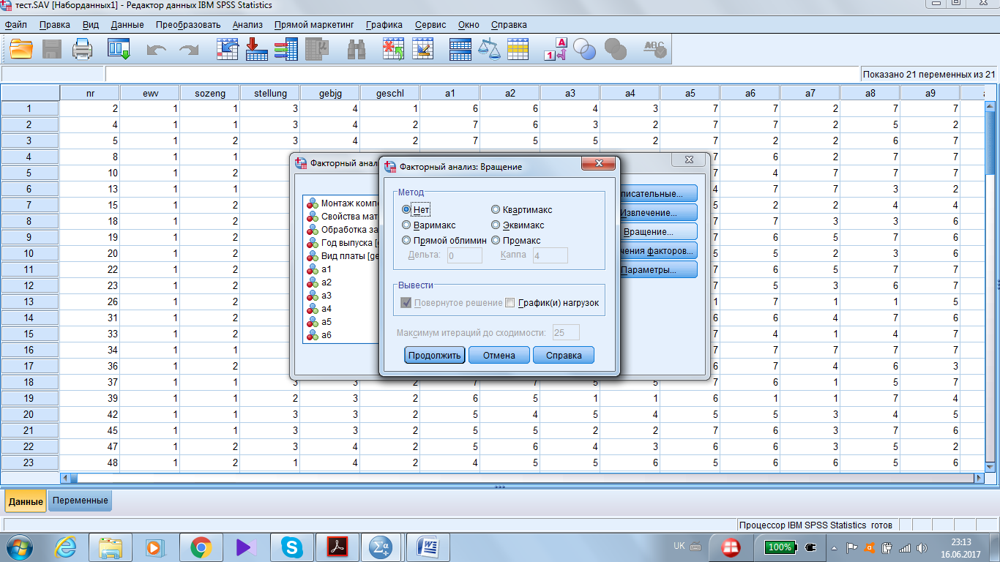 тест.SAV [Наборданных1] - Редактор данных IBM SPSS Statistics
Файл Правка Вид Данные Преобразовать Анализ Прямой маркетинг Графика Сервис Окно Справка
Показано 21 переменных из 21
nr ewv sozeng stellung gebjg geschl a1 a2 a3 a4 a5 a6 a7 a8 a9
1 2 1 1 3 4 1 6 6 4 3 7 7 2 7 7
2 4 1 1 3 4 2 7 6 3 2 7 7 2 5 2
3 5 1 2 3 4 2 7 5 5 2 7 2 2 6 7
4 8 1 1 7 6 2 7 7
5 10 1 2 7 4 7 7 7
6 13 1 1 4 7 7 3 2
7 15 1 2 5 2 2 4 4
8 18 1 2 7 6 3 3 6
9 19 1 2 7 6 5 7 6
10 20 1 2 5 5 2 3 6
11 22 1 2 7 6 5 7 6
12 23 1 2 7 5 3 6 6
13 26 1 2 1 7 1 1 5
14 31 1 2 6 6 4 7 6
15 33 1 2 7 4 1 4 7
16 34 1 1 7 6 5 6 6
17 36 1 2 6 7 4 6 3
18 37 1 1 3 3 2 7 7 5 5 7 6 1 5 7
19 39 1 1 2 3 2 6 5 1 1 6 1 1 7 4
20 42 1 1 3 3 2 5 4 5 4 5 5 3 4 5
21 45 1 1 3 3 2 5 5 2 2 7 6 3 7 6
22 47 1 2 3 4 2 5 6 4 3 6 6 3 5 2
23 48 1 2 1 4 2 4 5 5 6 5 6 6 5 6
Факторный анал
Монтаж комп
Свойства мат
Обработка за
Год выпуска [
Вид платы [ge
a1
a2
a3
a4
a5
a6
писательные...
Извлечение...
Вращение...
чения факторов...
Параметры...
Факторный анализ: Вращение
Метод
Нет Квартимакс
Варимакс Эквимакс
Прямой облимин Промакс
Дельта: 0 Каппа 4
Вывести
Повернутое решение График(и) нагрузок
Максимум итераций до сходимости: 25
Продолжить Отмена Справка
Данные Переменные
Процессор IBM SPSS Statistics готов
UK 100% 23:13
16.06.2017